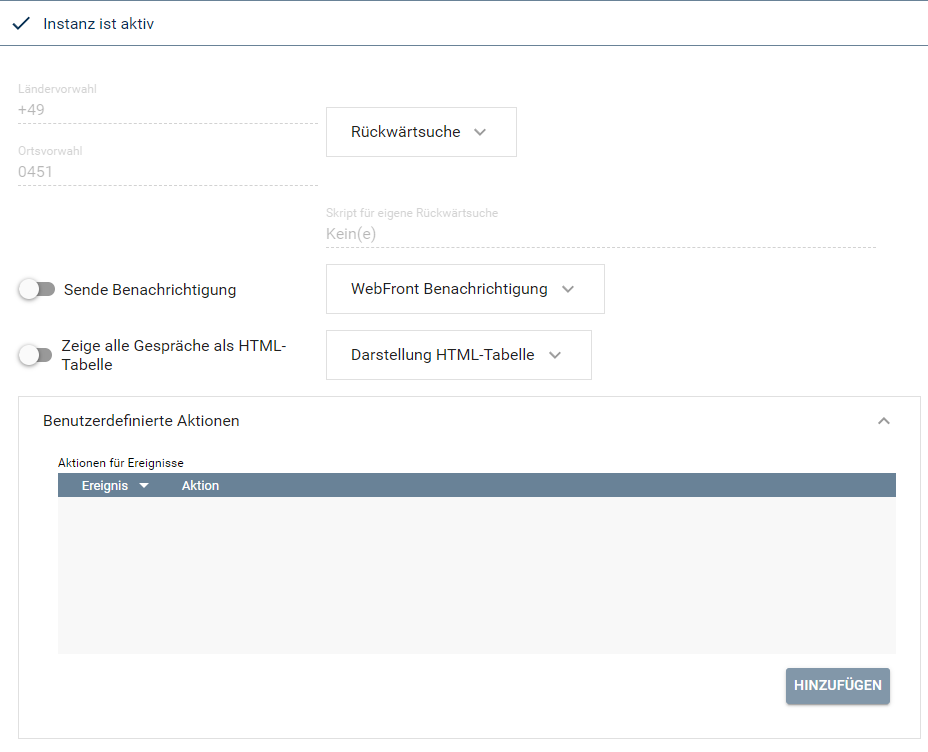 Instanz ist aktiv
Ländervorwahl
+49
Rückwärtsuche
Ortsvorwahl
0451
Skript für eigene Rückwärtsuche
Kein(e)
Sende Benachrichtigung
WebFront Benachrichtigung
Zeige alle Gespräche als HTML-
Tabelle
Darstellung HTML-Tabelle
Benutzerdefinierte Aktionen
Aktionen für Ereignisse
Ereignis Aktion
HINZUFÜGEN